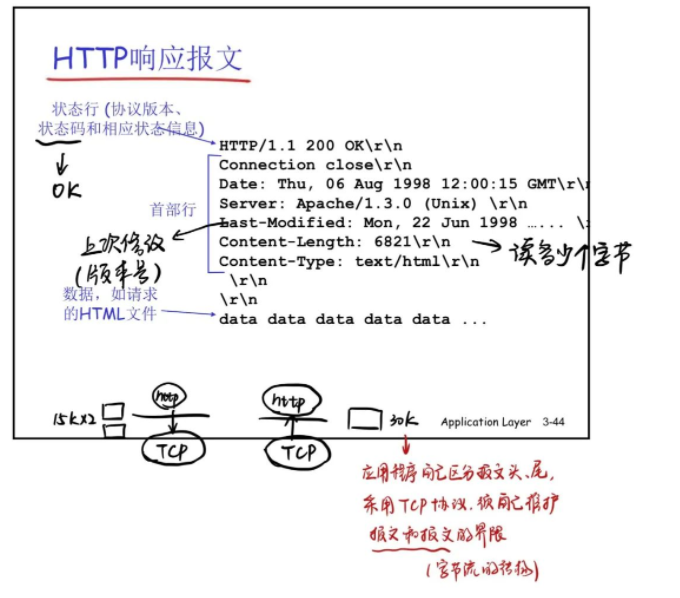 HTTP响应报文
状态行 (协议版本、
状态码和相应状态信息)
OK
首部行
上次修改
(版本号)
数据，如请求
的HTML文件
HTTP/1.1 200 OK\r\n
Connection close\r\n
Date: Thu, 06 Aug 1998 12:00:15 GMT\r\n
Server: Apache/1.3.0 (Unix) \r\n
Last-Modified: Mon, 22 Jun 1998 …... \
Content-Length: 6821\r\n
读多少个字节
Content-Type: text/html\r\n
\r\n
\r\n
data data data data data ...
15K×2
http
TCP
http
TCP
30K
Application Layer 3-44
应用程序自己区分报文头、尾,
采用TCP协议,须自己维护
报文和报文的界限
(字节流的转换)